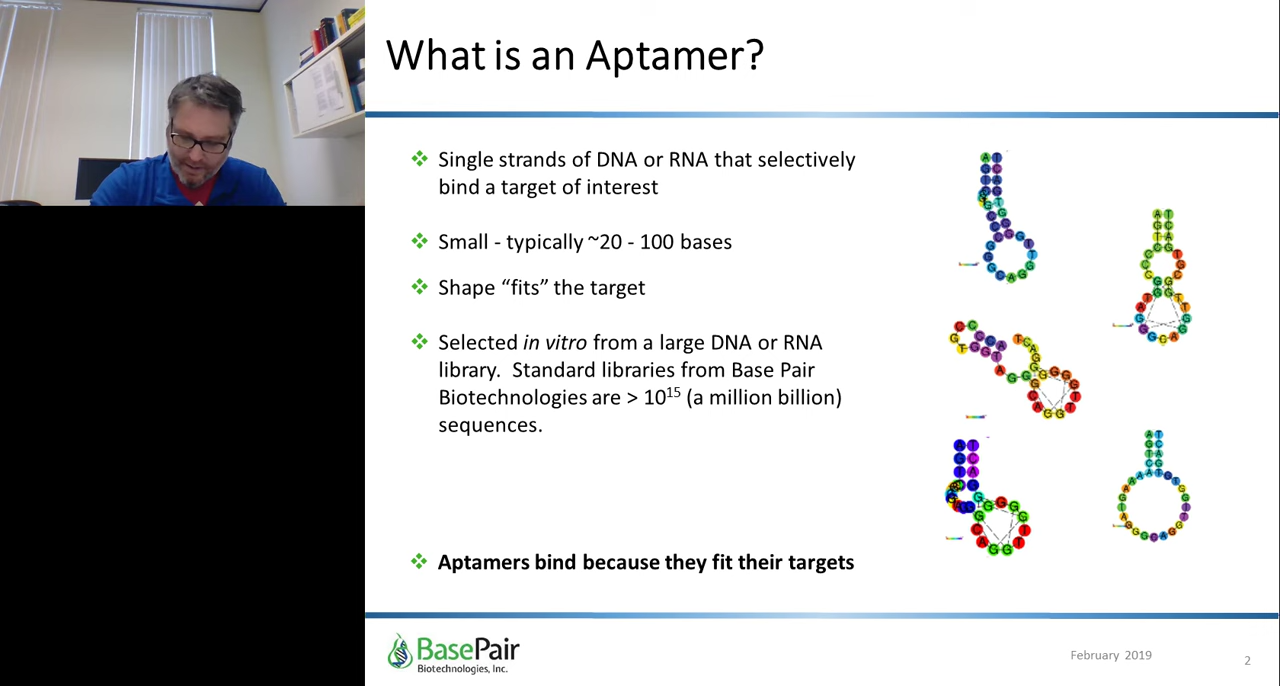 What is an Aptamer?
Single strands of DNA or RNA that selectively
bind a target of interest
Small - typically ~20 - 100 bases
Shape “fits” the target
Selected in vitro from a large DNA or RNA
library. Standard libraries from Base Pair
Biotechnologies are > 10¹⁵ (a million billion)
sequences.
Aptamers bind because they fit their targets
BasePair
Biotechnologies, Inc.
February 2019
2